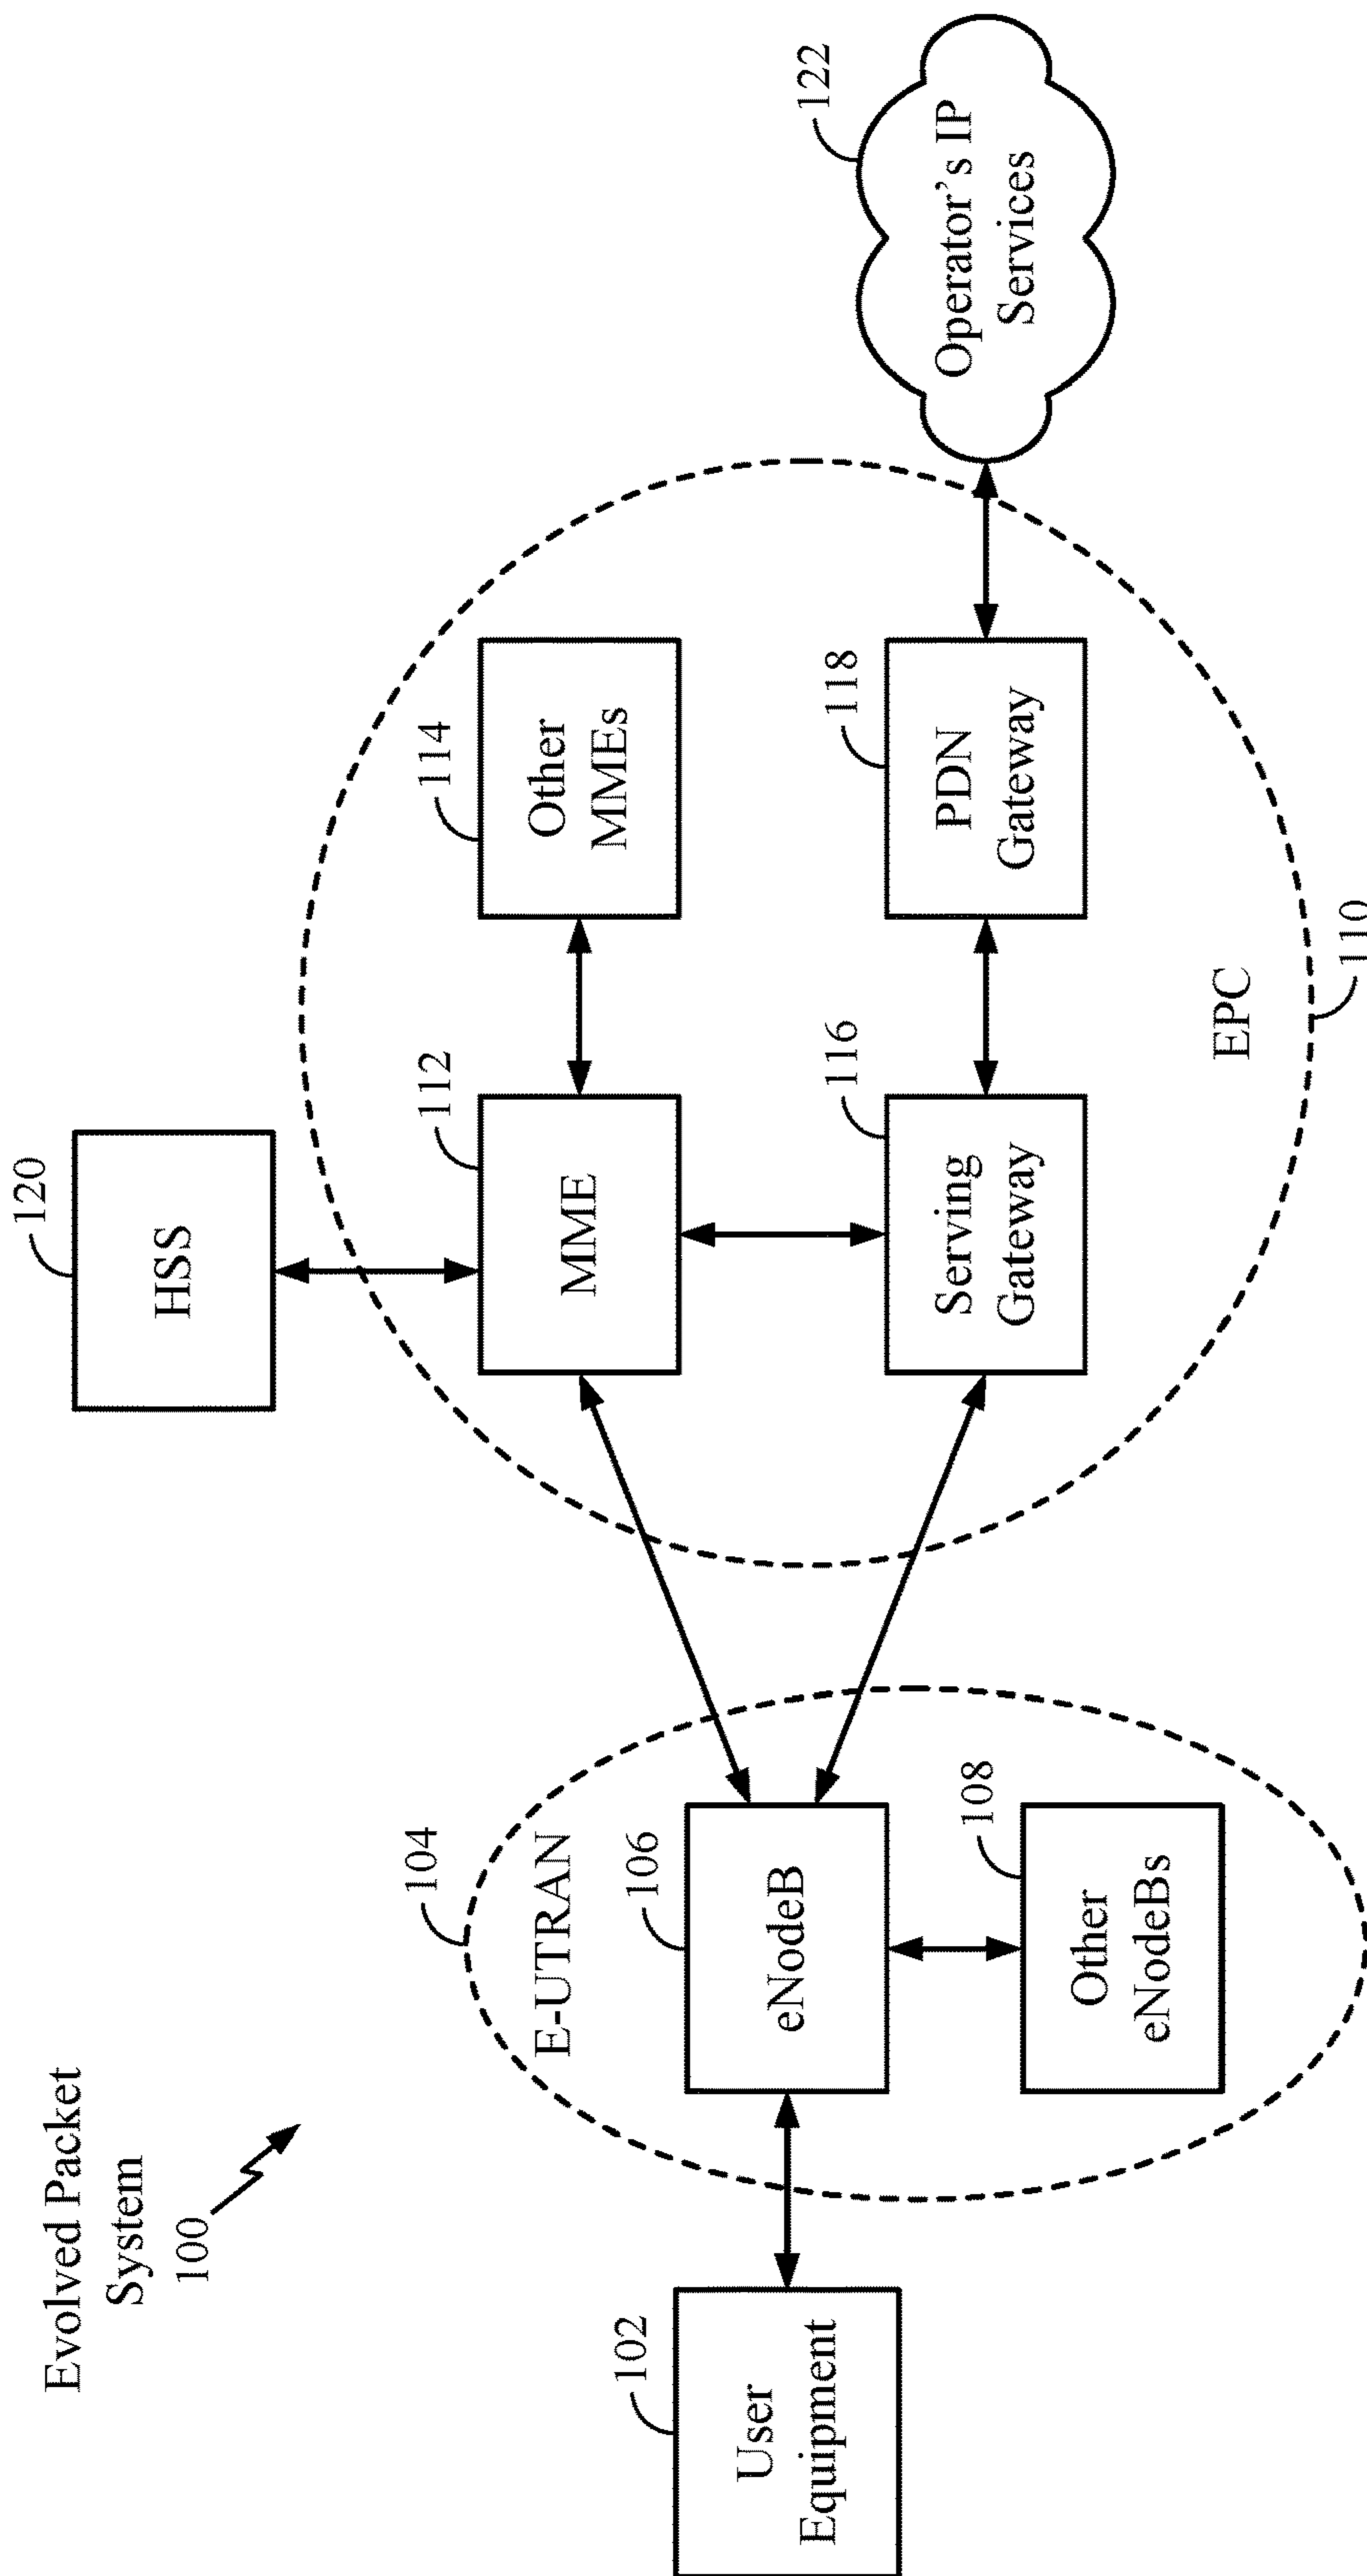 Evolved Packet
System
100
102
User
Equipment
104
E-UTRAN
106
eNodeB
108
Other
eNodeBs
120
HSS
112
MME
114
Other
MMEs
116
Serving
Gateway
118
PDN
Gateway
EPC
110
122
Operator's IP
Services